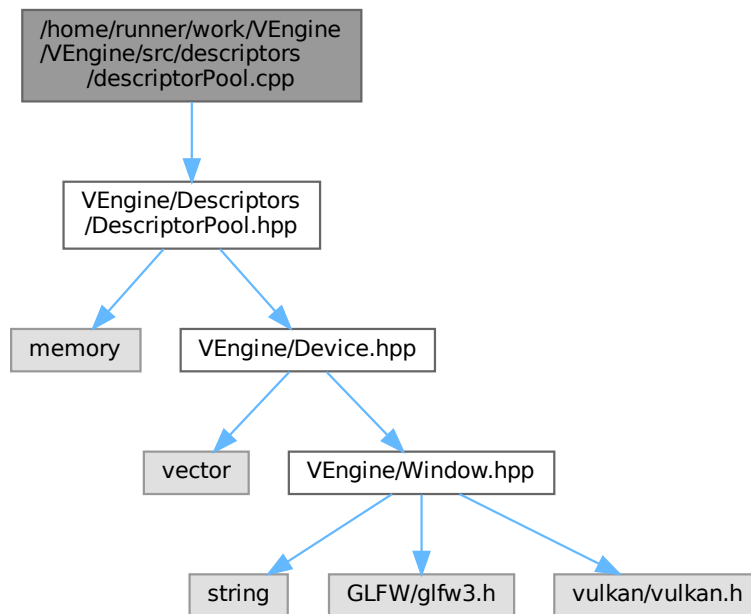 /home/runner/work/VEngine
/VEngine/src/descriptors
/descriptorPool.cpp
VEngine/Descriptors
/DescriptorPool.hpp
memory
VEngine/Device.hpp
vector
VEngine/Window.hpp
string
GLFW/glfw3.h
vulkan/vulkan.h